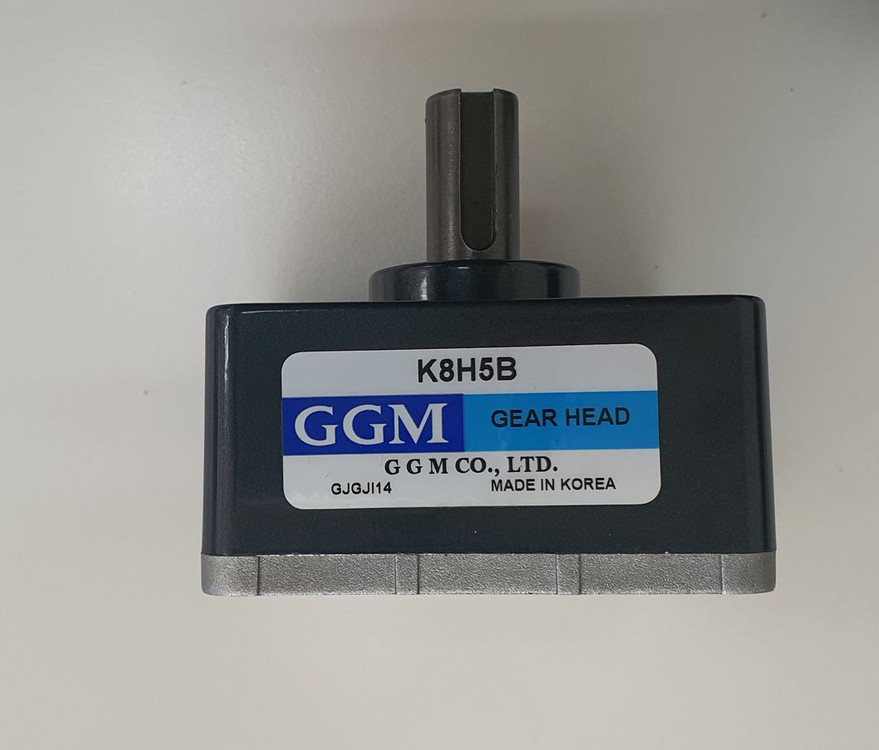 K8H5B
GGM GEAR HEAD
G G M CO., LTD.
GJGJI14 MADE IN KOREA